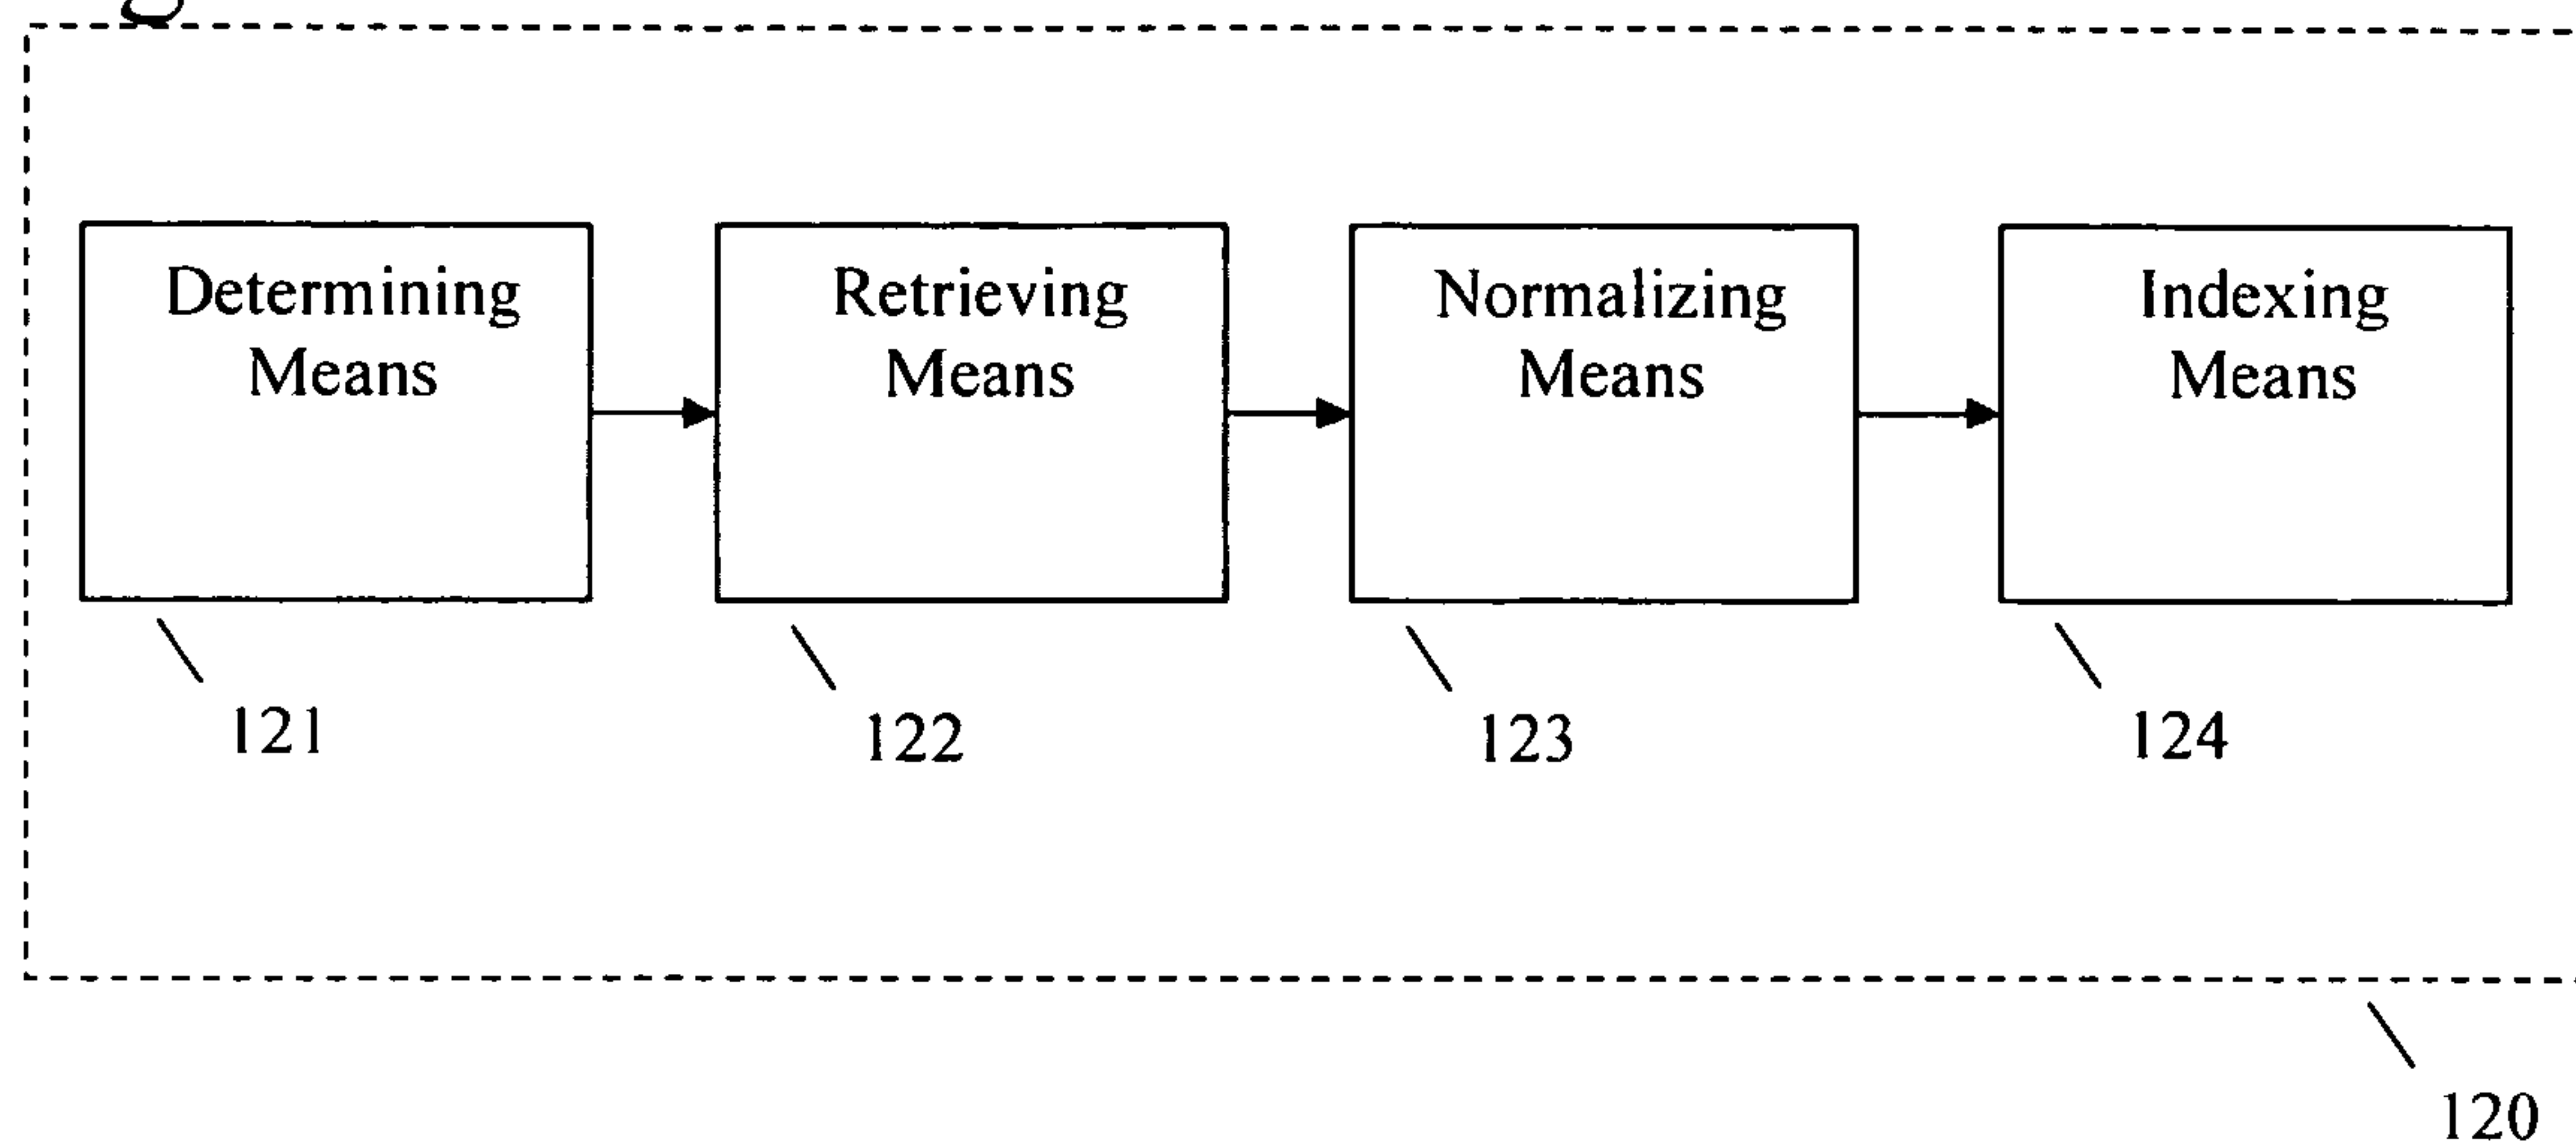 Determining
Means
Retrieving
Means
Normalizing
Means
Indexing
Means
121
122
123
124
120